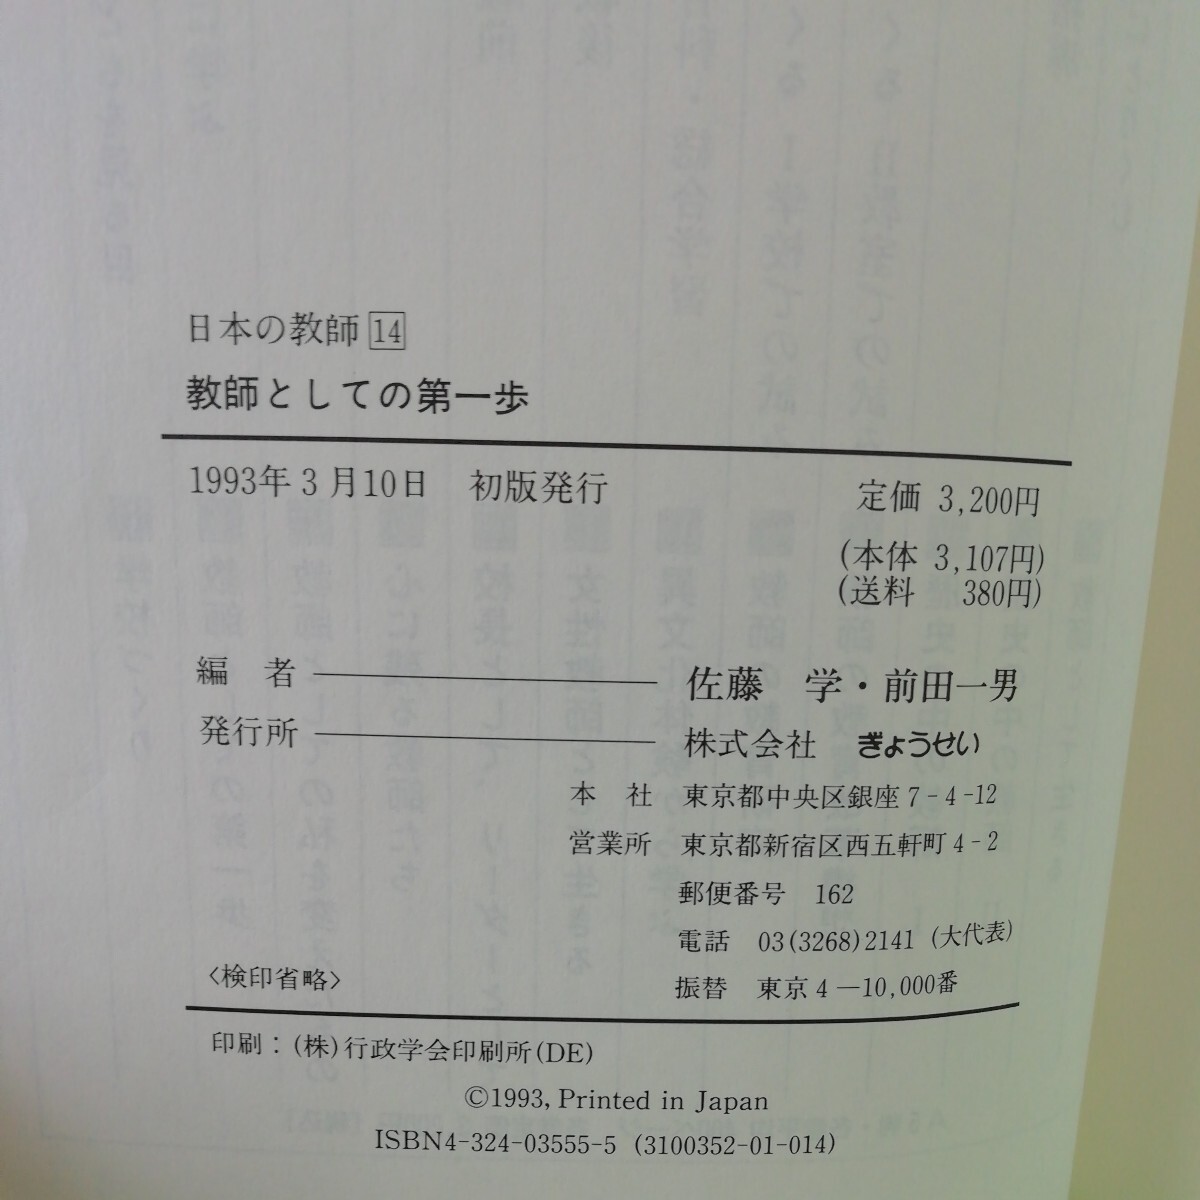 日本の教師 14
教師としての第一歩
1993年3月10日 初版発行
定価 3,200円
(本体 3,107円)
(送料 380円)
編 者 佐藤 学・前田一男
発行所 株式会社 ぎょうせい
本 社 東京都中央区銀座7-4-12
営業所 東京都新宿区西五軒町4-2
郵便番号 162
電話 03(3268)2141 (大代表)
振替 東京4—10,000番
〈検印省略〉
印刷：(株)行政学会印刷所(DE)
©1993, Printed in Japan
ISBN4-324-03555-5 (3100352-01-014)